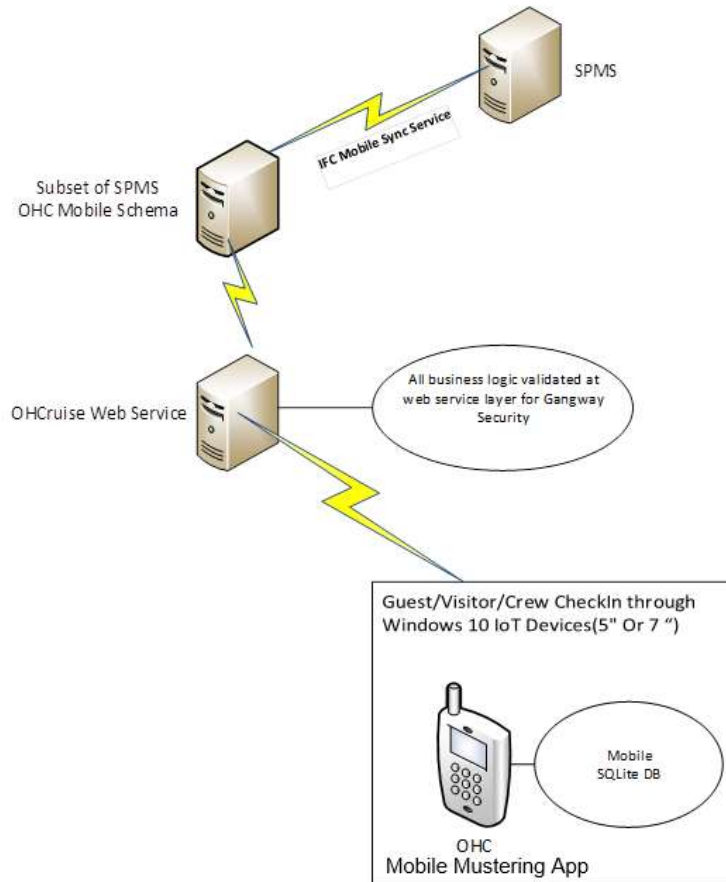 SPMS
IFC Mobile Sync Service
Subset of SPMS
OHC Mobile Schema
OHCruise Web Service
All business logic validated at
web service layer for Gangway
Security
Guest/Visitor/Crew CheckIn through
Windows 10 IoT Devices(5" Or 7 “)
Mobile
SQLite DB
OHC
Mobile Mustering App